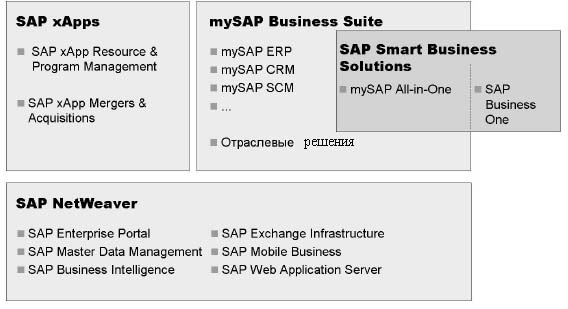 SAP xApps
SAP xApp Resource &
Program Management
SAP xApp Mergers &
Acquisitions
mySAP Business Suite
mySAP ERP
mySAP CRM
mySAP SCM
...
Отраслевые решения
SAP Smart Business
Solutions
mySAP All-in-One
SAP
Business
One
SAP NetWeaver
SAP Enterprise Portal
SAP Master Data Management
SAP Business Intelligence
SAP Exchange Infrastructure
SAP Mobile Business
SAP Web Application Server